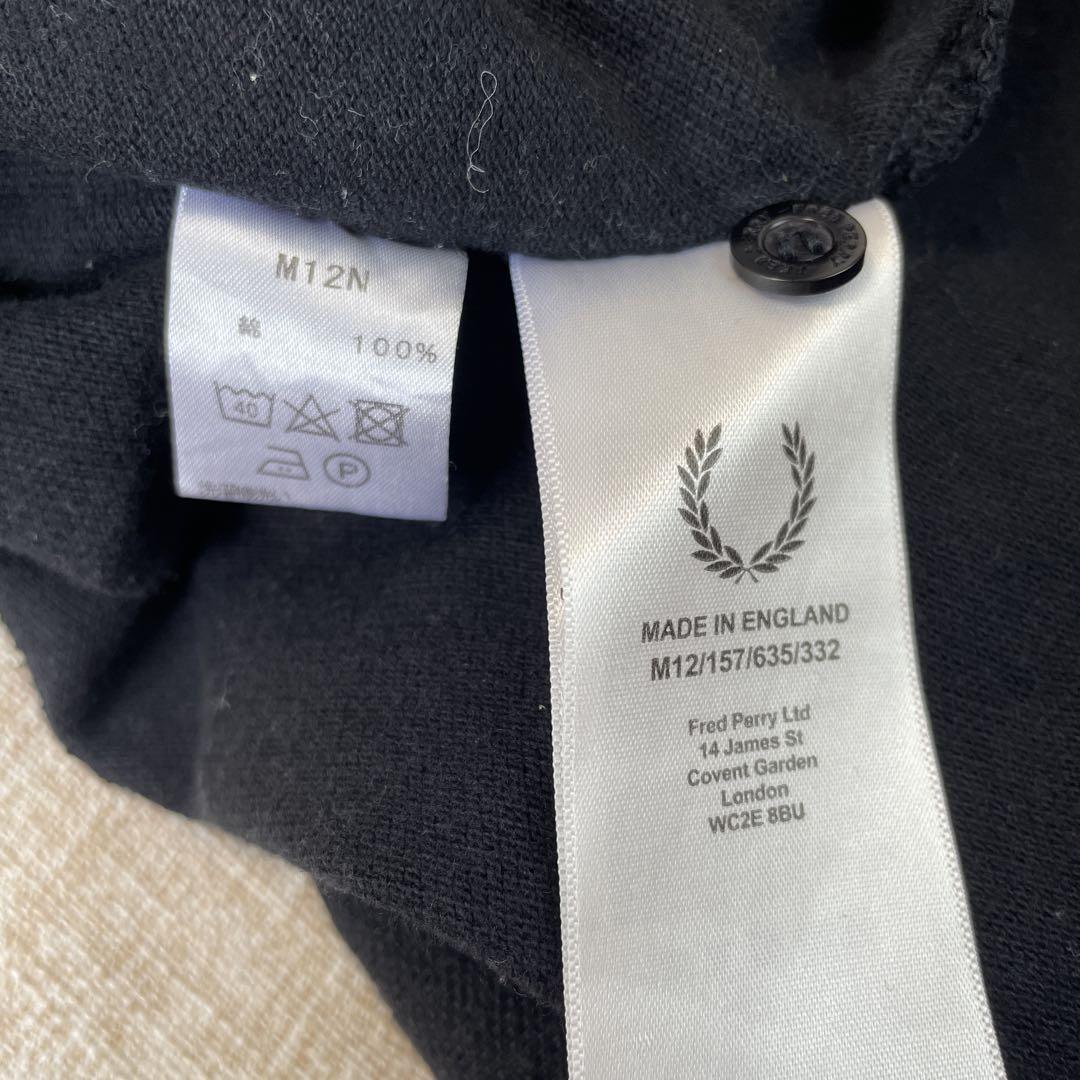 M12N
綿 100%
40
P
MADE IN ENGLAND
M12/157/635/332
Fred Perry Ltd
14 James St
Covent Garden
London
WC2E 8BU